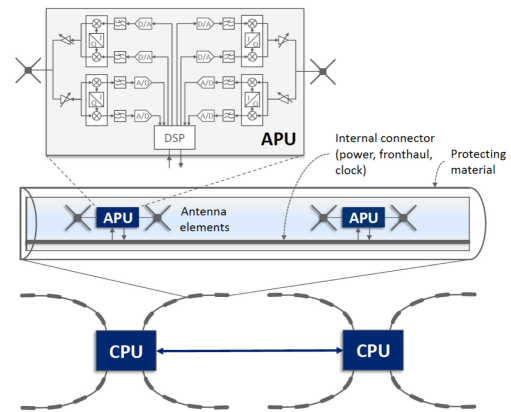 D/A
D/A
I
Q
I
Q
D/A
D/A
A/D
A/D
I
Q
I
Q
A/D
A/D
DSP
APU
Internal connector
(power, fronthaul,
clock)
Protecting
material
APU
Antenna
elements
APU
CPU
CPU